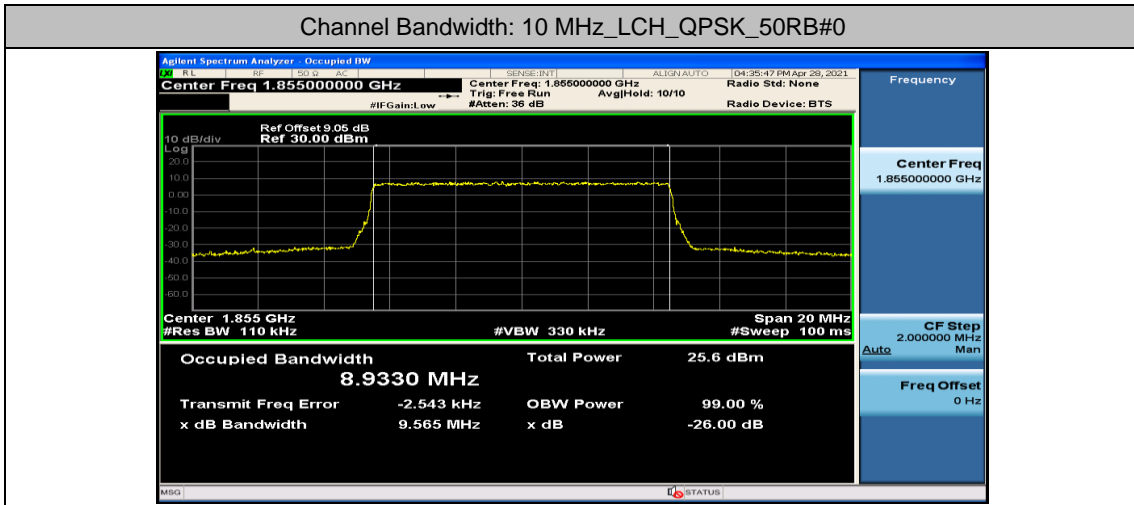 Channel Bandwidth: 10 MHz_LCH_QPSK_50RB#0
Agilent Spectrum Analyzer - Occupied BW
LXI RL RF 50 Ω AC SENSE:INT ALIGN AUTO 04:35:47 PM Apr 28, 2021
Center Freq 1.855000000 GHz
Center Freq: 1.855000000 GHz
Radio Std: None
Trig: Free Run Avg|Hold: 10/10
#IFGain:Low #Atten: 36 dB Radio Device: BTS
Frequency
Ref Offset 9.05 dB
10 dB/div Ref 30.00 dBm
Log
20.0
10.0
0.00
-10.0
-20.0
-30.0
-40.0
-50.0
-60.0
Center 1.855 GHz Span 20 MHz
#Res BW 110 kHz #VBW 330 kHz #Sweep 100 ms
Occupied Bandwidth Total Power 25.6 dBm
8.9330 MHz
Transmit Freq Error -2.543 kHz OBW Power 99.00 %
x dB Bandwidth 9.565 MHz x dB -26.00 dB
Center Freq
1.855000000 GHz
CF Step
2.000000 MHz
Auto Man
Freq Offset
0 Hz
MSG STATUS